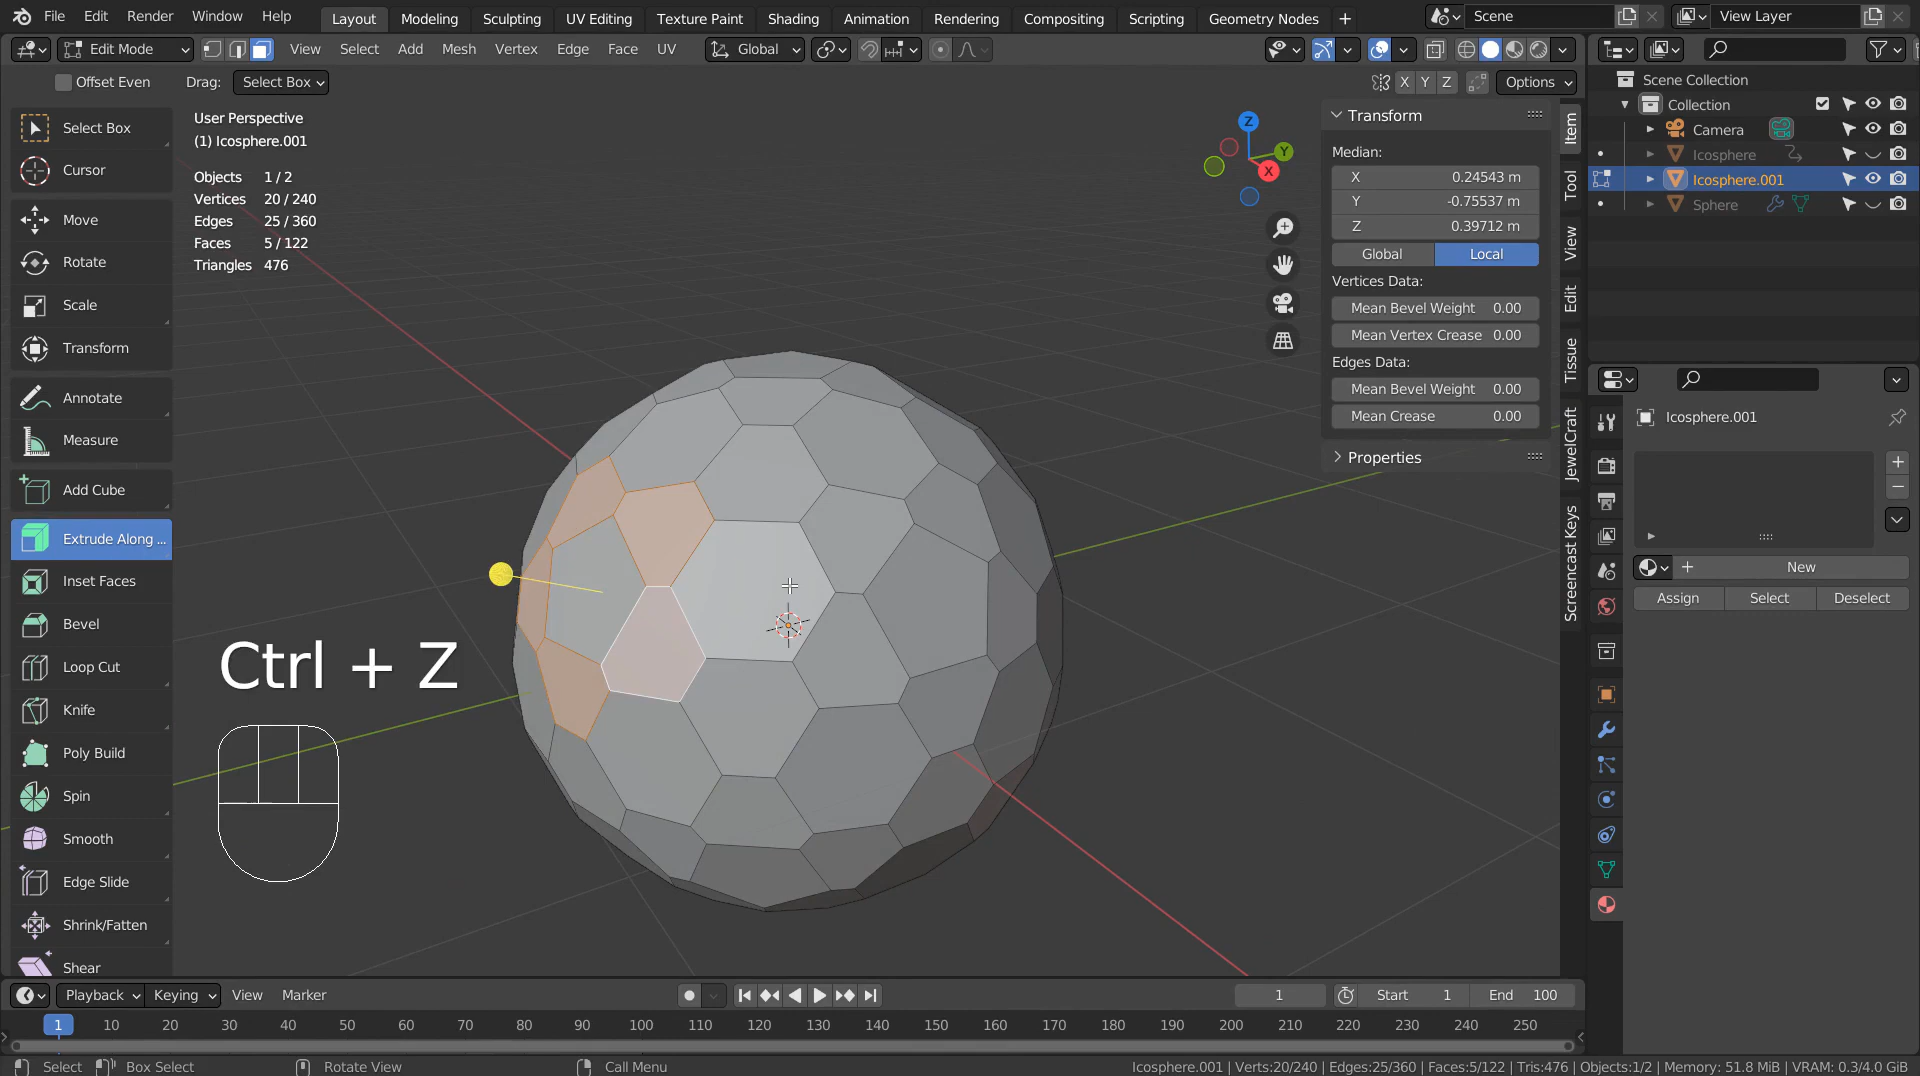 File Edit Render Window Help Layout Modeling Sculpting UV Editing Texture Paint Shading Animation Rendering Compositing Scripting Geometry Nodes + Scene View Layer
Edit Mode View Select Add Mesh Vertex Edge Face UV Global
Offset Even Drag: Select Box X Y Z Options
Scene Collection
Collection
Camera
Icosphere
Icosphere.001
Sphere
Select Box
Cursor
Move
Rotate
Scale
Transform
Annotate
Measure
Add Cube
Extrude Along ...
Inset Faces
Bevel
Loop Cut
Knife
Poly Build
Spin
Smooth
Edge Slide
Shrink/Fatten
Shear
User Perspective
(1) Icosphere.001
Objects 1 / 2
Vertices 20 / 240
Edges 25 / 360
Faces 5 / 122
Triangles 476
Z
Y
X
Transform
Median:
X 0.24543 m
Y -0.75537 m
Z 0.39712 m
Global Local
Vertices Data:
Mean Bevel Weight 0.00
Mean Vertex Crease 0.00
Edges Data:
Mean Bevel Weight 0.00
Mean Crease 0.00
Properties
Item
Tool
View
Edit
Tissue
JewelCraft
Screencast Keys
Icosphere.001
New
Assign Select Deselect
Ctrl + Z
Playback Keying View Marker 1 Start 1 End 100
1 10 20 30 40 50 60 70 80 90 100 110 120 130 140 150 160 170 180 190 200 210 220 230 240 250
Select Box Select Rotate View Call Menu Icosphere.001 | Verts:20/240 | Edges:25/360 | Faces:5/122 | Tris:476 | Objects:1/2 | Memory: 51.8 MiB | VRAM: 0.3/4.0 GiB